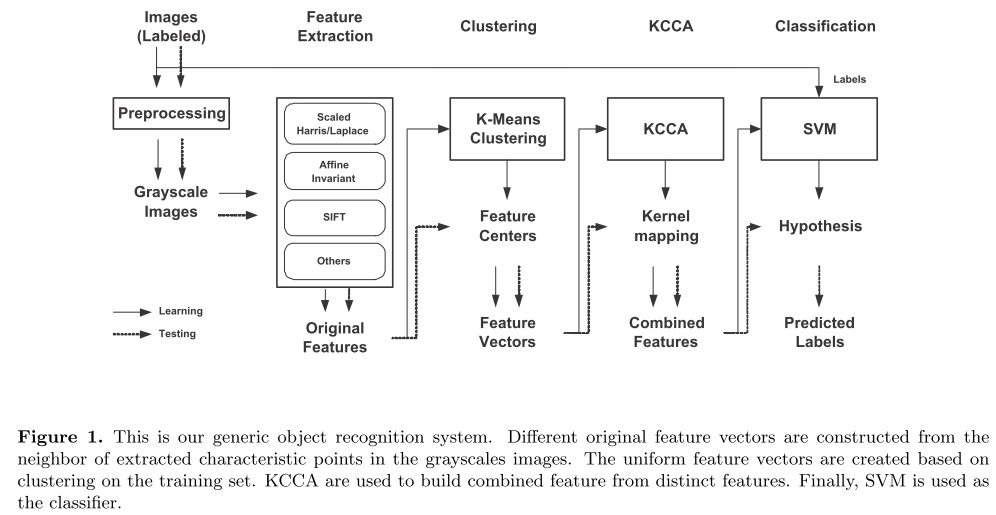 Images
(Labeled)
Feature
Extraction
Clustering
KCCA
Classification
Labels
Preprocessing
Scaled
Harris/Laplace
Affine
Invariant
SIFT
Others
K-Means
Clustering
KCCA
SVM
Grayscale
Images
Feature
Centers
Kernel
mapping
Hypothesis
Learning
Testing
Original
Features
Feature
Vectors
Combined
Features
Predicted
Labels
Figure 1. This is our generic object recognition system. Different original feature vectors are constructed from the
neighbor of extracted characteristic points in the grayscales images. The uniform feature vectors are created based on
clustering on the training set. KCCA are used to build combined feature from distinct features. Finally, SVM is used as
the classifier.